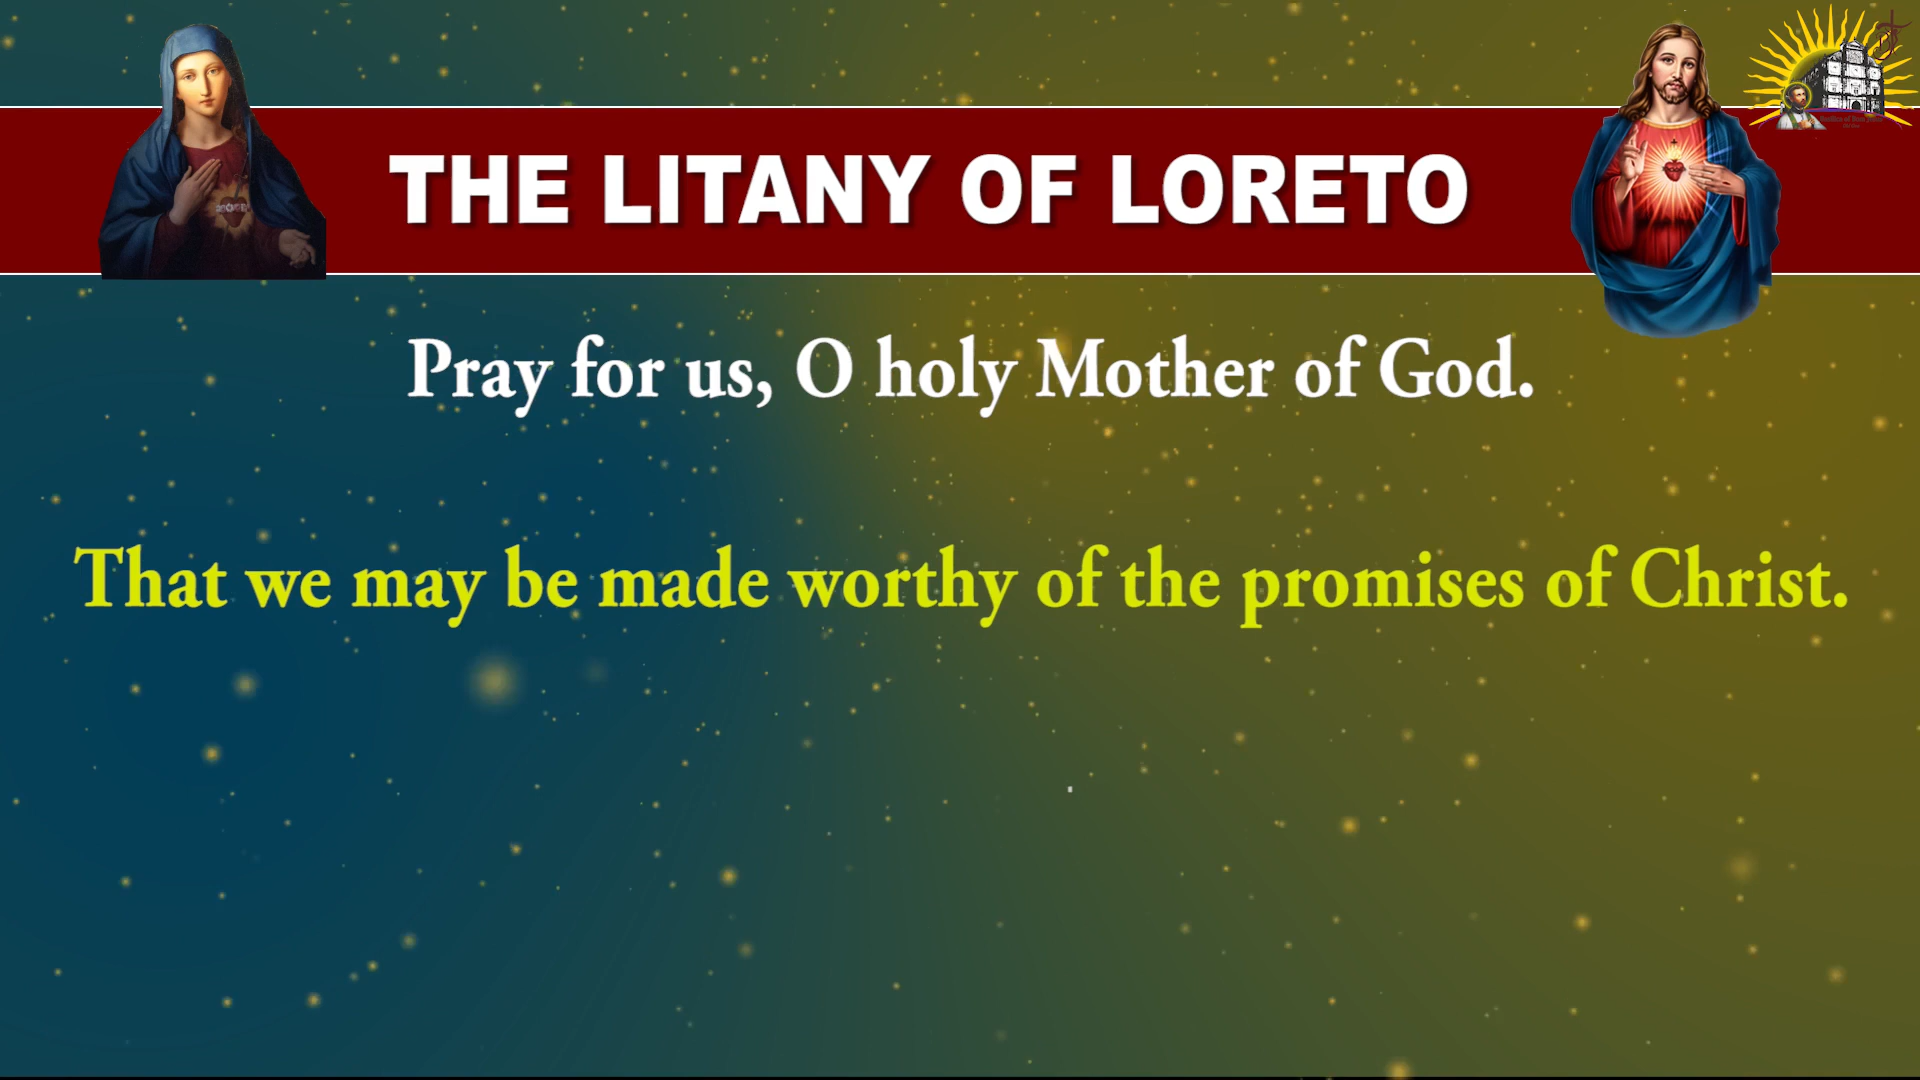 THE LITANY OF LORETO
Pray for us, O holy Mother of God.
That we may be made worthy of the promises of Christ.